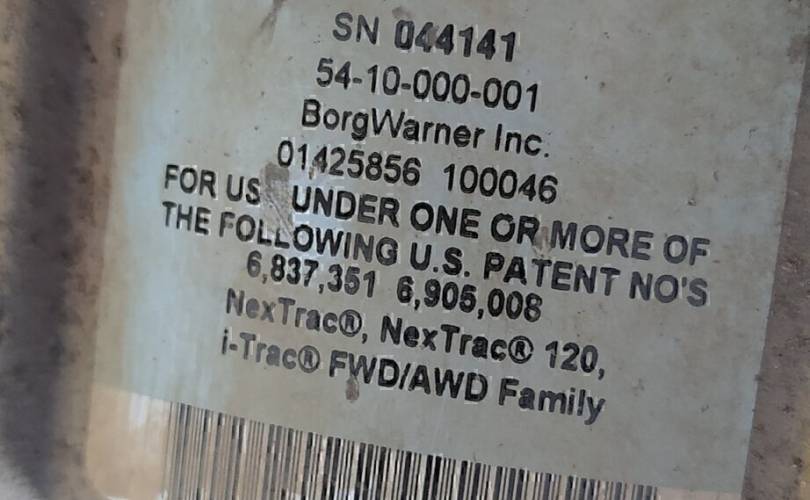 SN 044141
54-10-000-001
BorgWarner Inc.
01425856 100046
FOR US UNDER ONE OR MORE OF
THE FOLLOWING U.S. PATENT NO'S
6,837,351 6,905,008
NexTrac®, NexTrac® 120,
i-Trac® FWD/AWD Family